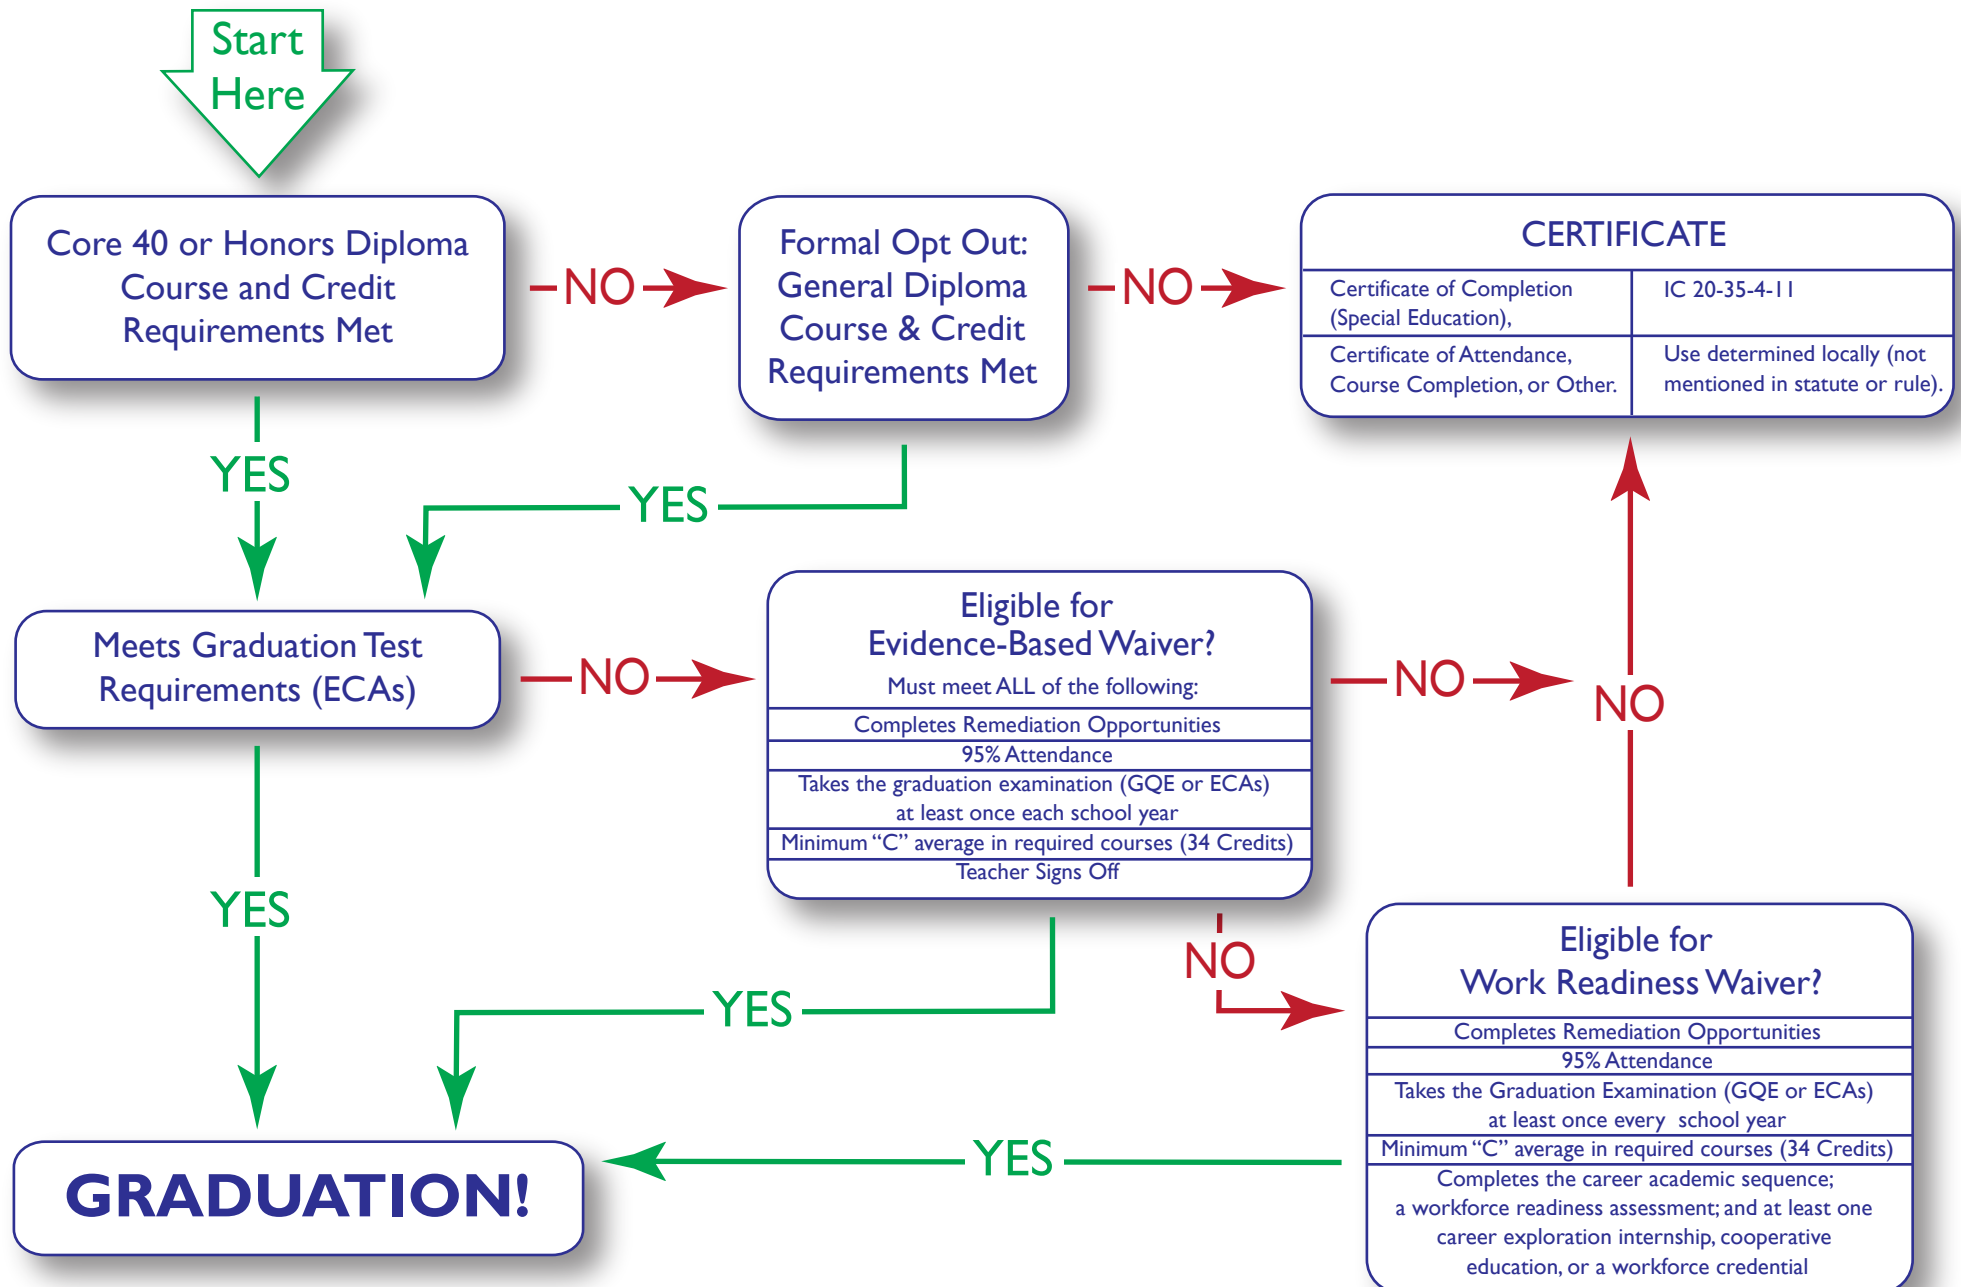 Start
Here
Core 40 or Honors Diploma
Course and Credit
Requirements Met
NO
Formal Opt Out:
General Diploma
Course & Credit
Requirements Met
NO
CERTIFICATE
Certificate of Completion
(Special Education),
IC 20-35-4-11
Certificate of Attendance,
Course Completion, or Other.
Use determined locally (not
mentioned in statute or rule).
YES
YES
Meets Graduation Test
Requirements (ECAs)
NO
Eligible for
Evidence-Based Waiver?
Must meet ALL of the following:
Completes Remediation Opportunities
95% Attendance
Takes the graduation examination (GQE or ECAs)
at least once each school year
Minimum “C” average in required courses (34 Credits)
Teacher Signs Off
NO
NO
YES
YES
NO
Eligible for
Work Readiness Waiver?
Completes Remediation Opportunities
95% Attendance
Takes the Graduation Examination (GQE or ECAs)
at least once every school year
Minimum “C” average in required courses (34 Credits)
Completes the career academic sequence;
a workforce readiness assessment; and at least one
career exploration internship, cooperative
education, or a workforce credential
YES
GRADUATION!